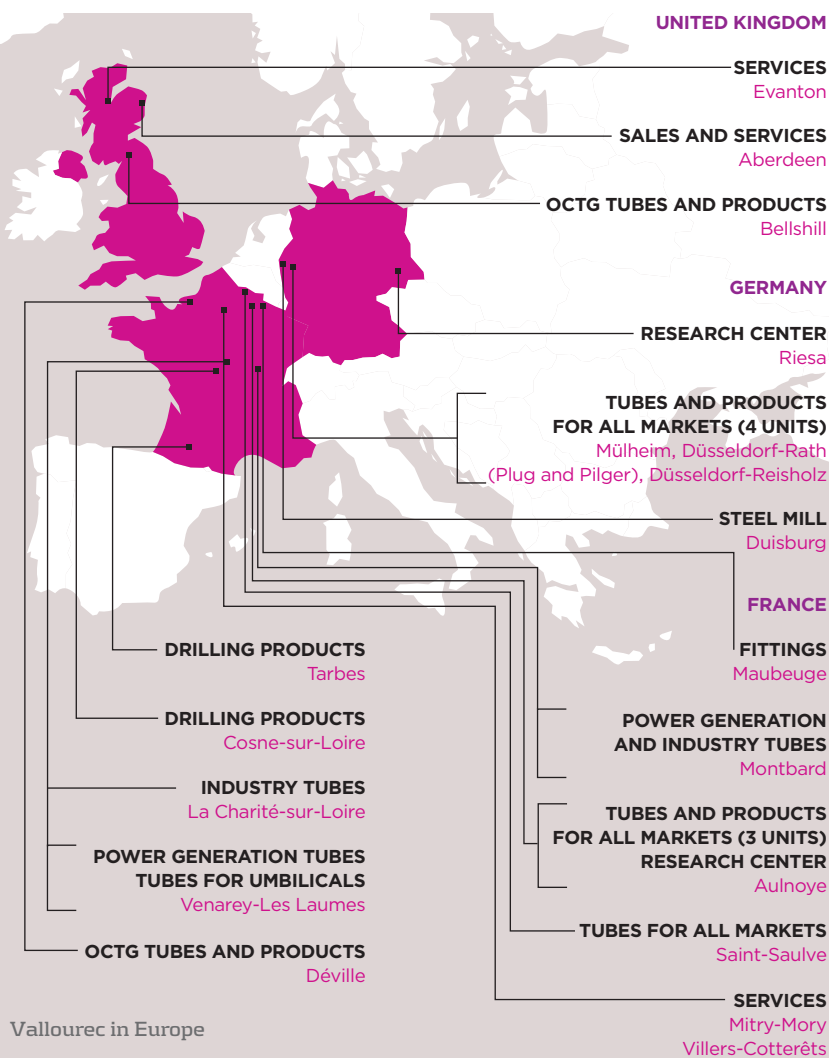 UNITED KINGDOM
SERVICES
Evanton
SALES AND SERVICES
Aberdeen
OCTG TUBES AND PRODUCTS
Bellshill
GERMANY
RESEARCH CENTER
Riesa
TUBES AND PRODUCTS
FOR ALL MARKETS (4 UNITS)
Mülheim, Düsseldorf-Rath
(Plug and Pilger), Düsseldorf-Reisholz
STEEL MILL
Duisburg
FRANCE
FITTINGS
Maubeuge
POWER GENERATION
AND INDUSTRY TUBES
Montbard
TUBES AND PRODUCTS
FOR ALL MARKETS (3 UNITS)
RESEARCH CENTER
Aulnoye
TUBES FOR ALL MARKETS
Saint-Saulve
SERVICES
Mitry-Mory
Villers-Cotterêts
DRILLING PRODUCTS
Tarbes
DRILLING PRODUCTS
Cosne-sur-Loire
INDUSTRY TUBES
La Charité-sur-Loire
POWER GENERATION TUBES
TUBES FOR UMBILICALS
Venarey-Les Laumes
OCTG TUBES AND PRODUCTS
Déville
Vallourec in Europe